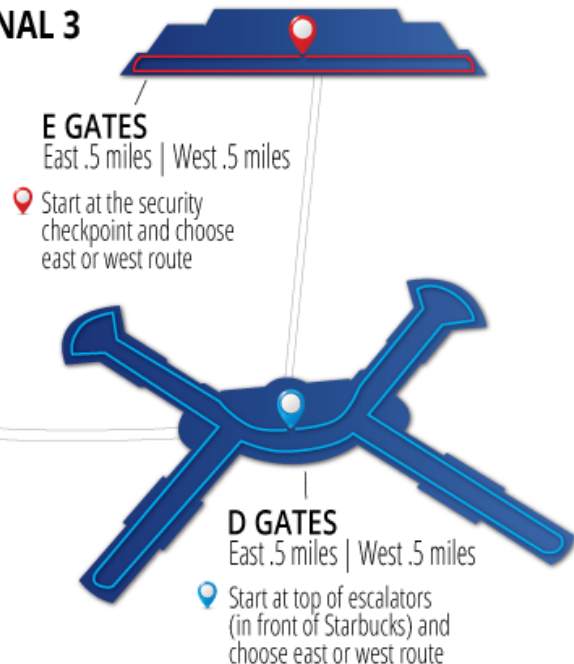 NAL 3
E GATES
East .5 miles | West .5 miles
Start at the security
checkpoint and choose
east or west route
D GATES
East .5 miles | West .5 miles
Start at top of escalators
(in front of Starbucks) and
choose east or west route